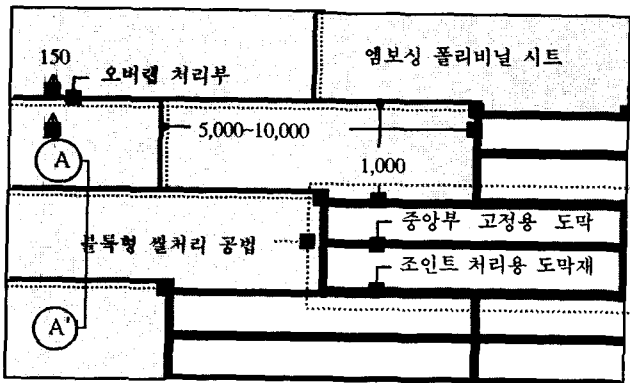 150
오버랩 처리부
엠보싱 폴리비닐 시트
5,000~10,000
A
1,000
중앙부 고정용 도막
블록형 씰처리 공법
조인트 처리용 도막재
A'